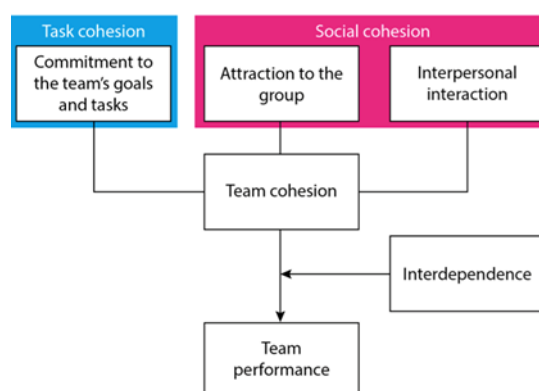 Task cohesion
Social cohesion
Commitment to
the team's goals
and tasks
Attraction to the
group
Interpersonal
interaction
Team cohesion
Interdependence
Team
performance